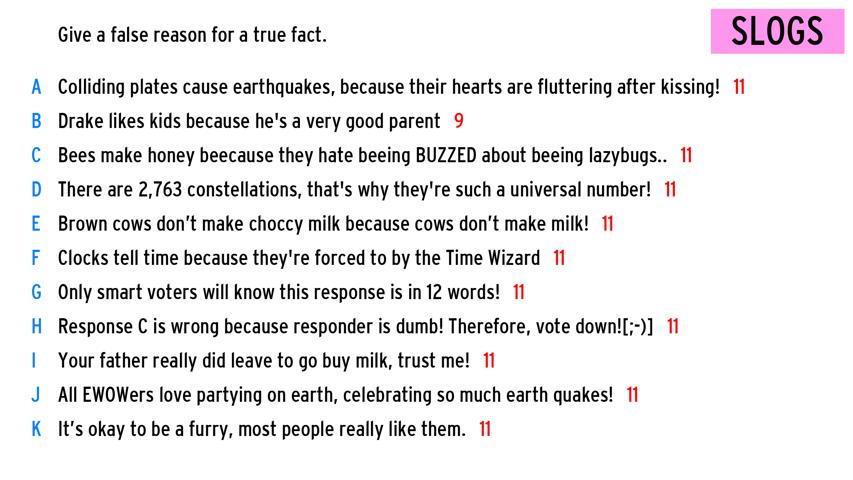 Give a false reason for a true fact.
SLOGS
A Colliding plates cause earthquakes, because their hearts are fluttering after kissing! 11
B Drake likes kids because he's a very good parent 9
C Bees make honey beecause they hate beeing BUZZED about beeing lazybugs.. 11
D There are 2,763 constellations, that's why they're such a universal number! 11
E Brown cows don’t make choccy milk because cows don’t make milk! 11
F Clocks tell time because they're forced to by the Time Wizard 11
G Only smart voters will know this response is in 12 words! 11
H Response C is wrong because responder is dumb! Therefore, vote down![;-)] 11
I Your father really did leave to go buy milk, trust me! 11
J All EWOWers love partying on earth, celebrating so much earth quakes! 11
K It’s okay to be a furry, most people really like them. 11